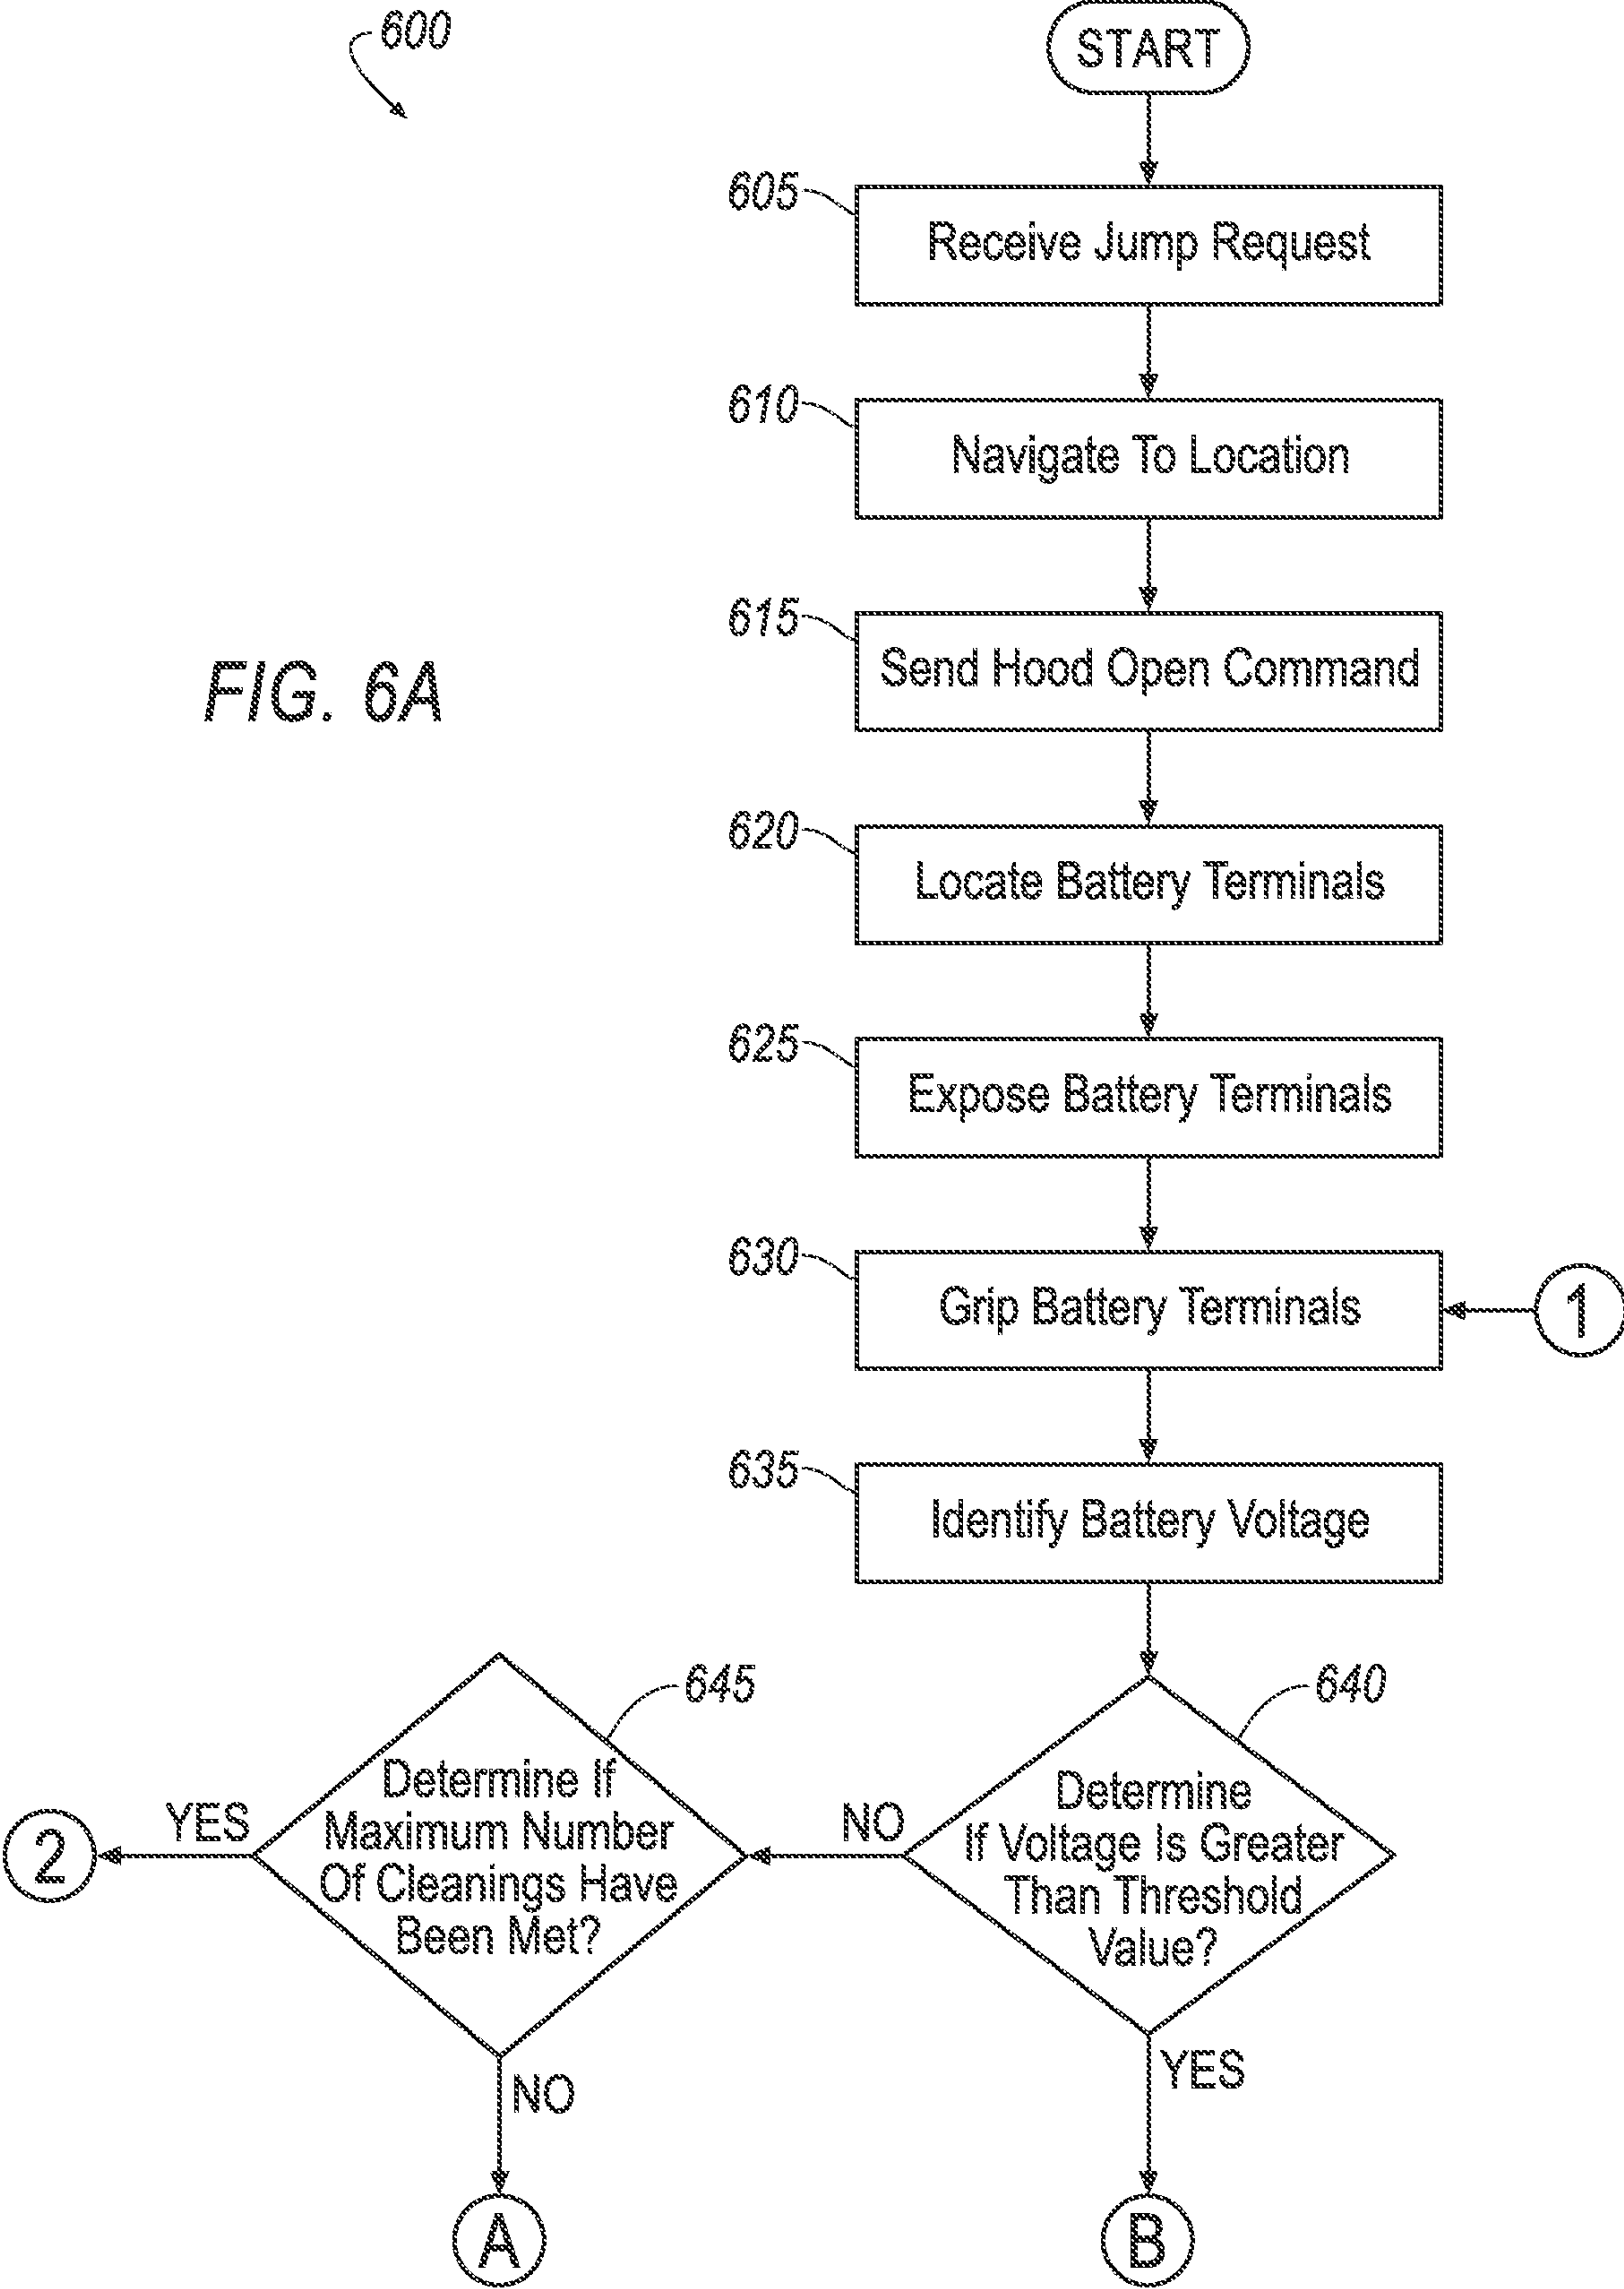 600
START
605
Receive Jump Request
610
Navigate To Location
615
Send Hood Open Command
FIG. 6A
620
Locate Battery Terminals
625
Expose Battery Terminals
630
Grip Battery Terminals
1
635
Identify Battery Voltage
645
640
Determine If
Maximum Number
Of Cleanings Have
Been Met?
YES
2
NO
Determine
If Voltage Is Greater
Than Threshold
Value?
NO
YES
A
B